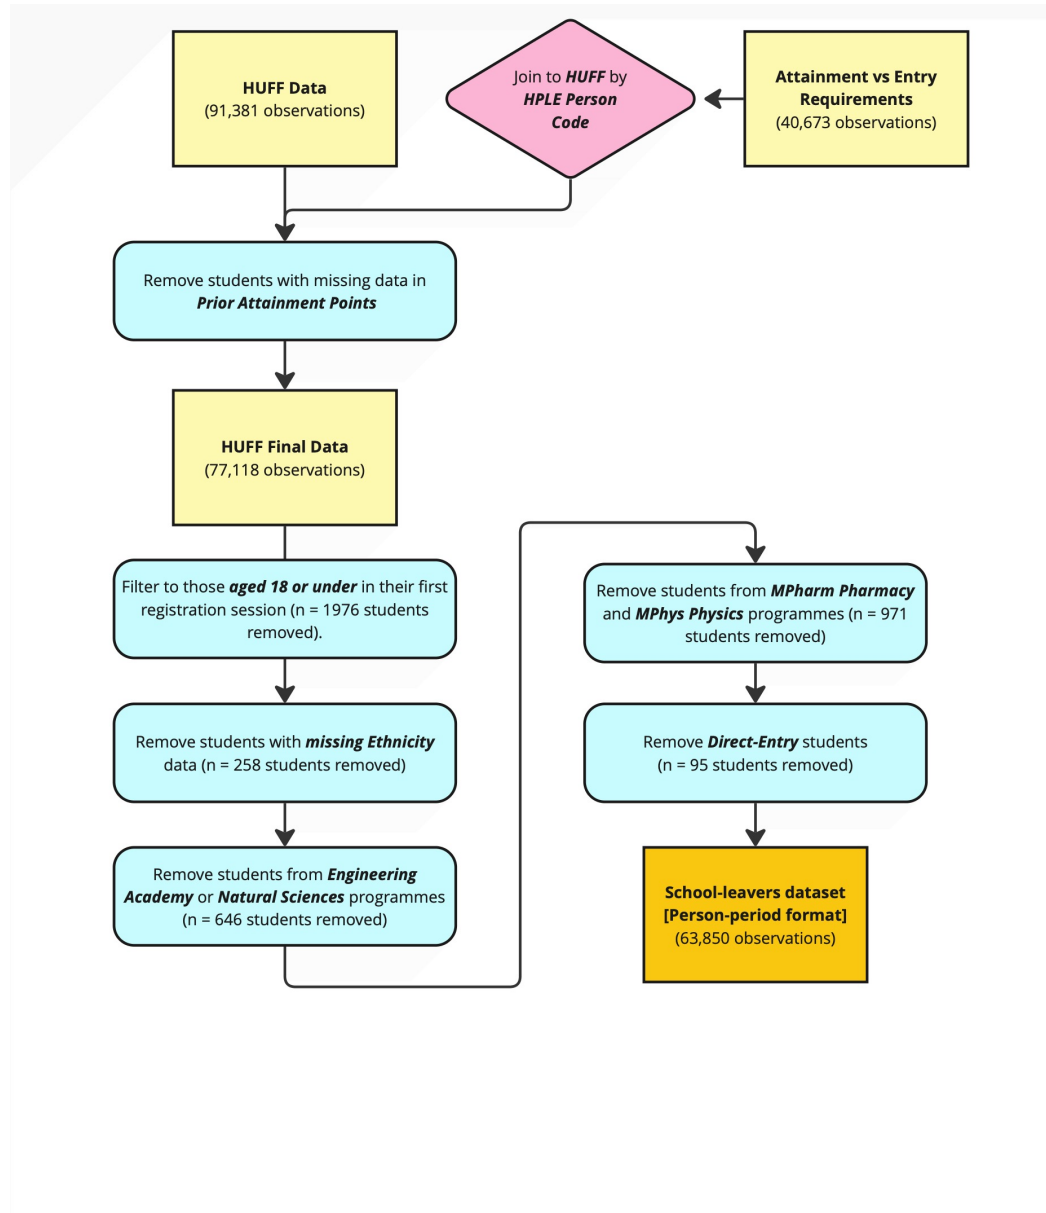 HUFF Data
(91,381 observations)
Join to HUFF by
HPLE Person
Code
Attainment vs Entry
Requirements
(40,673 observations)
Remove students with missing data in
Prior Attainment Points
HUFF Final Data
(77,118 observations)
Filter to those aged 18 or under in their first
registration session (n = 1976 students
removed).
Remove students with missing Ethnicity
data (n = 258 students removed)
Remove students from Engineering
Academy or Natural Sciences programmes
(n = 646 students removed)
Remove students from MPharm Pharmacy
and MPhys Physics programmes (n = 971
students removed)
Remove Direct-Entry students
(n = 95 students removed)
School-leavers dataset
[Person-period format]
(63,850 observations)